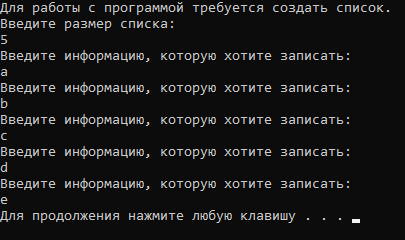 Для работы с программой требуется создать список.
Введите размер списка:
5
Введите информацию, которую хотите записать:
a
Введите информацию, которую хотите записать:
b
Введите информацию, которую хотите записать:
c
Введите информацию, которую хотите записать:
d
Введите информацию, которую хотите записать:
e
Для продолжения нажмите любую клавишу . . .